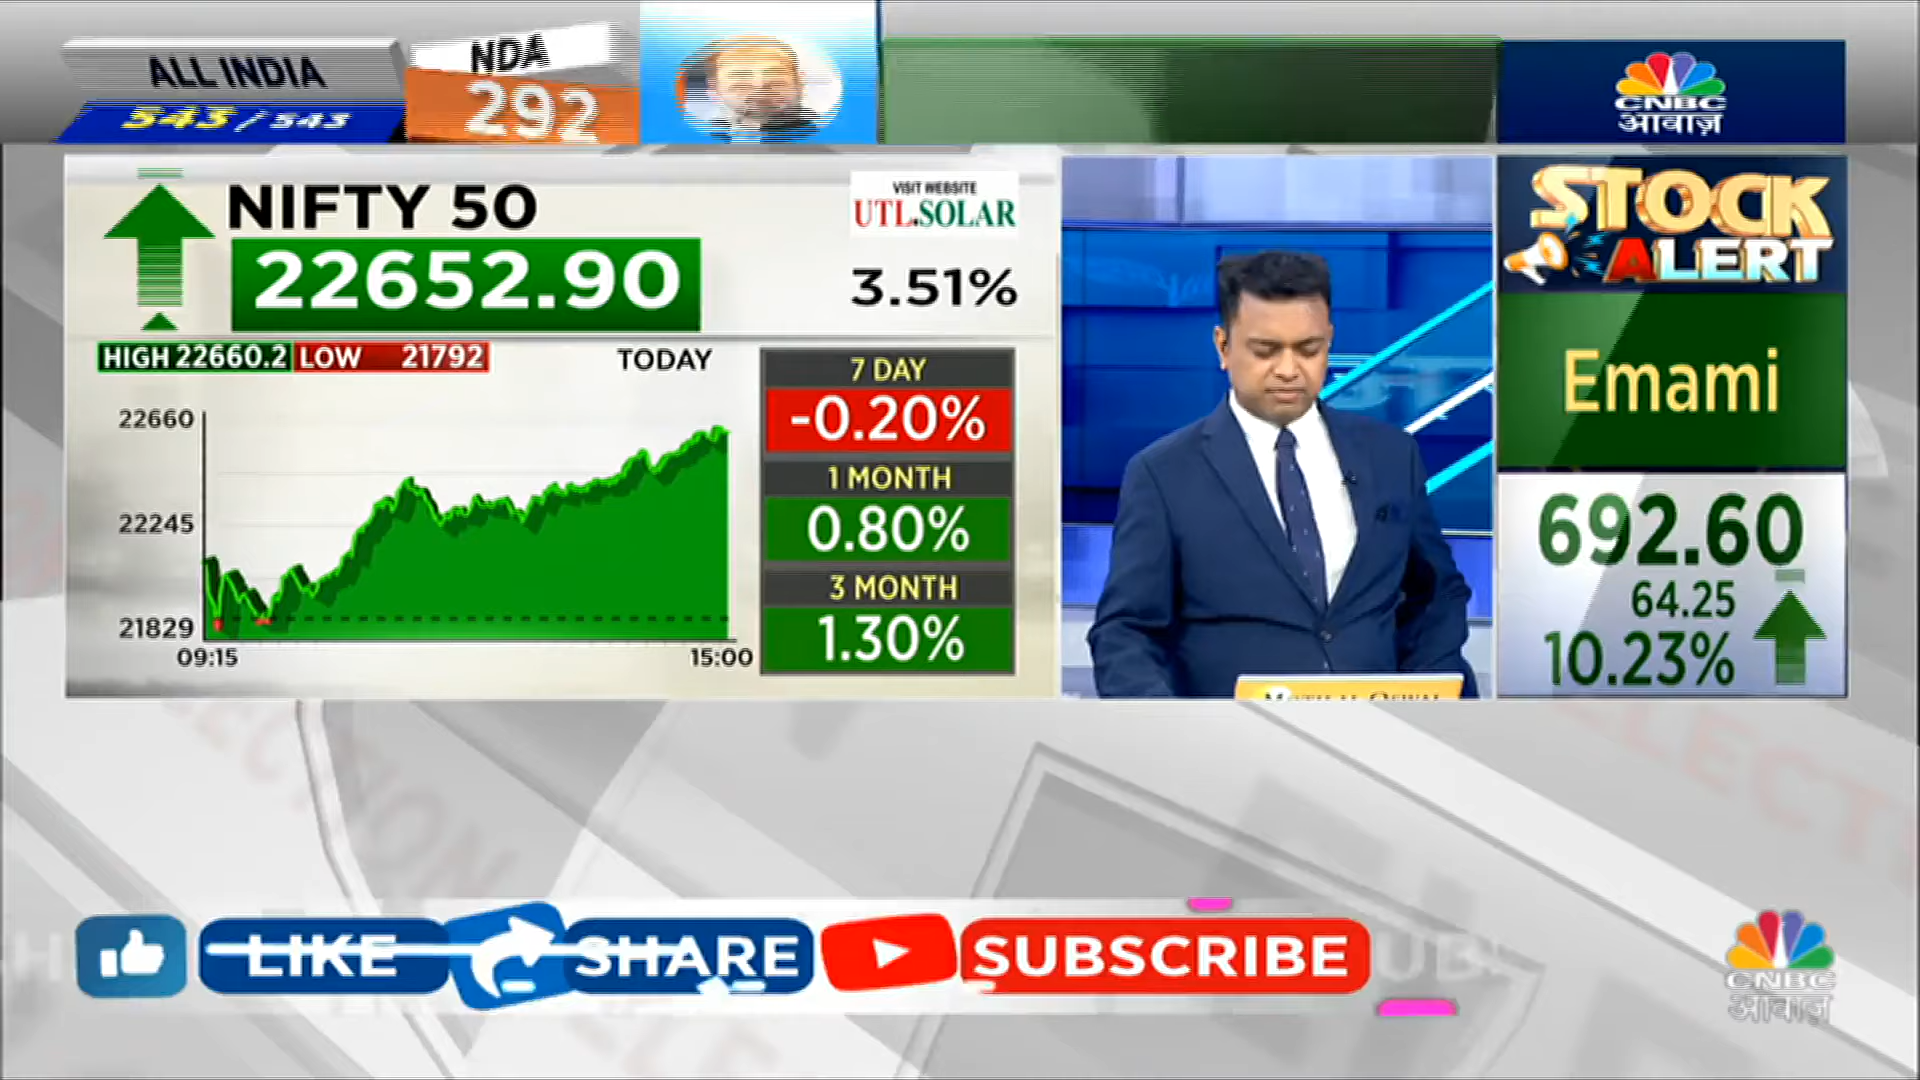 ALL INDIA
543/543
NDA
292
CNBC
आवाज़
NIFTY 50
22652.90
VISIT WEBSITE
UTL.SOLAR
3.51%
HIGH 22660.2 LOW 21792
TODAY
22660
22245
21829
09:15
15:00
7 DAY
-0.20%
1 MONTH
0.80%
3 MONTH
1.30%
STOCK
ALERT
Emami
692.60
64.25
10.23%
LIKE SHARE SUBSCRIBE
CNBC
आवाज़